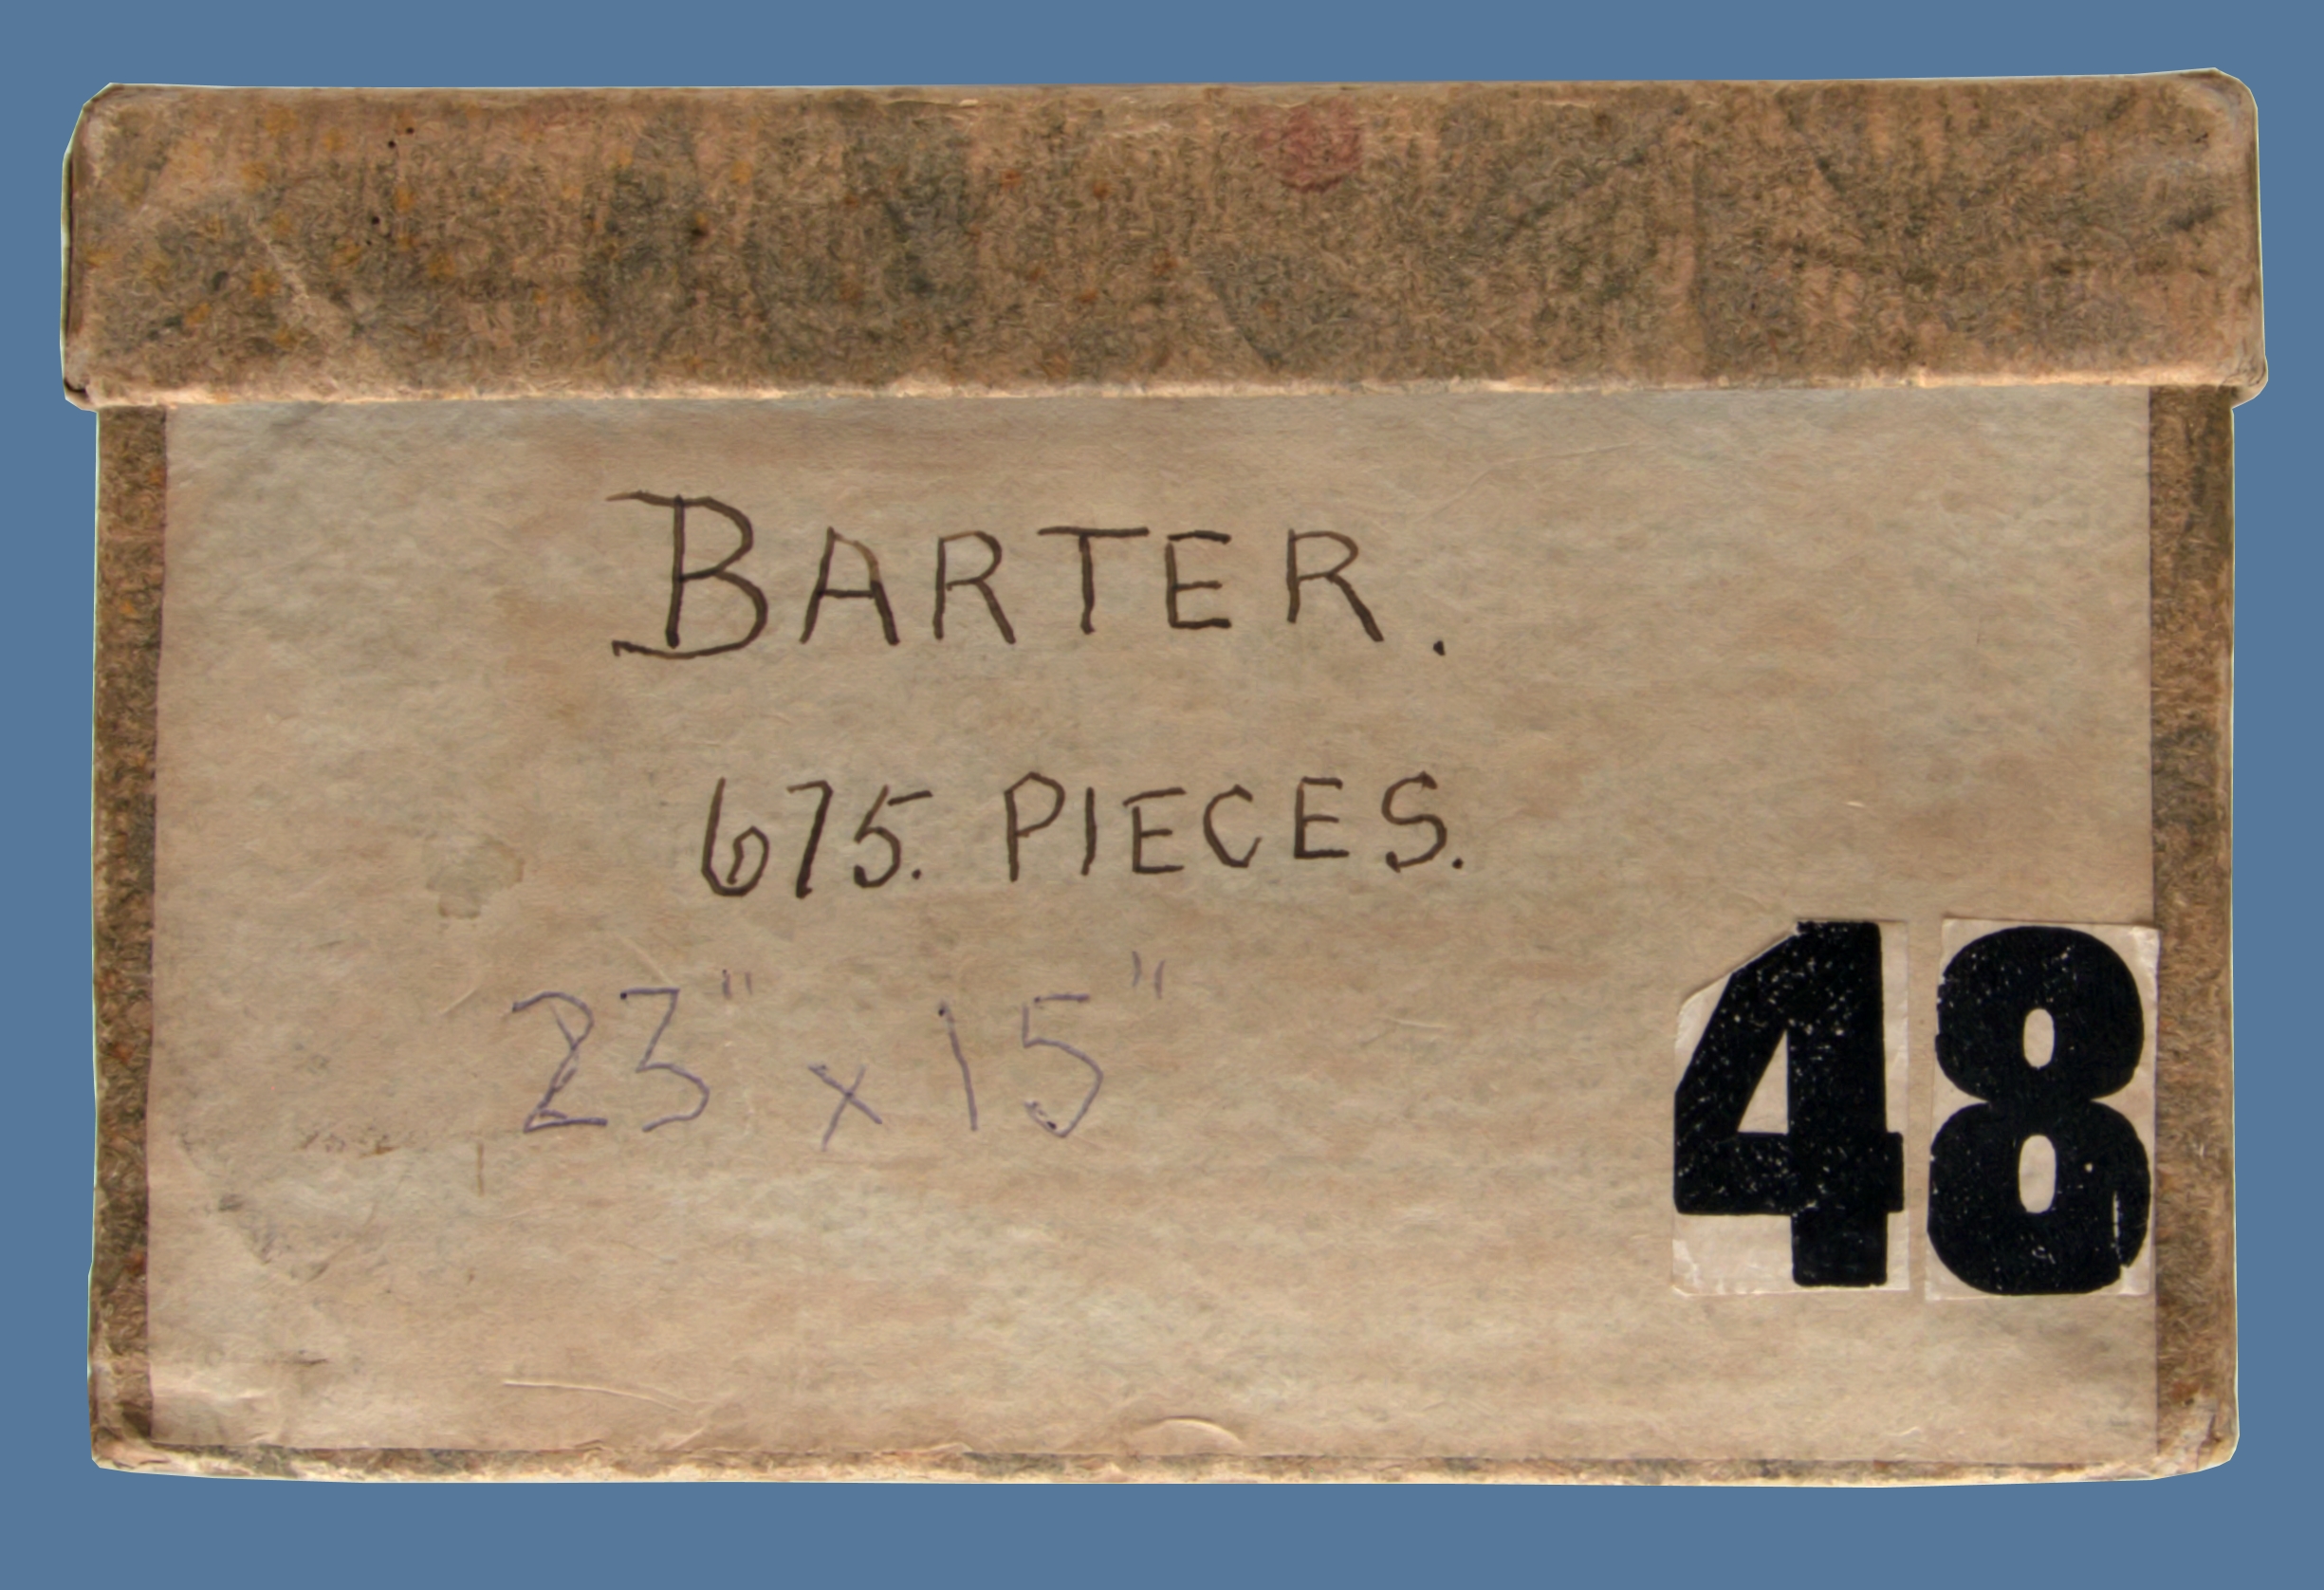 BARTER.
675. PIECES.
23" x 15"
48